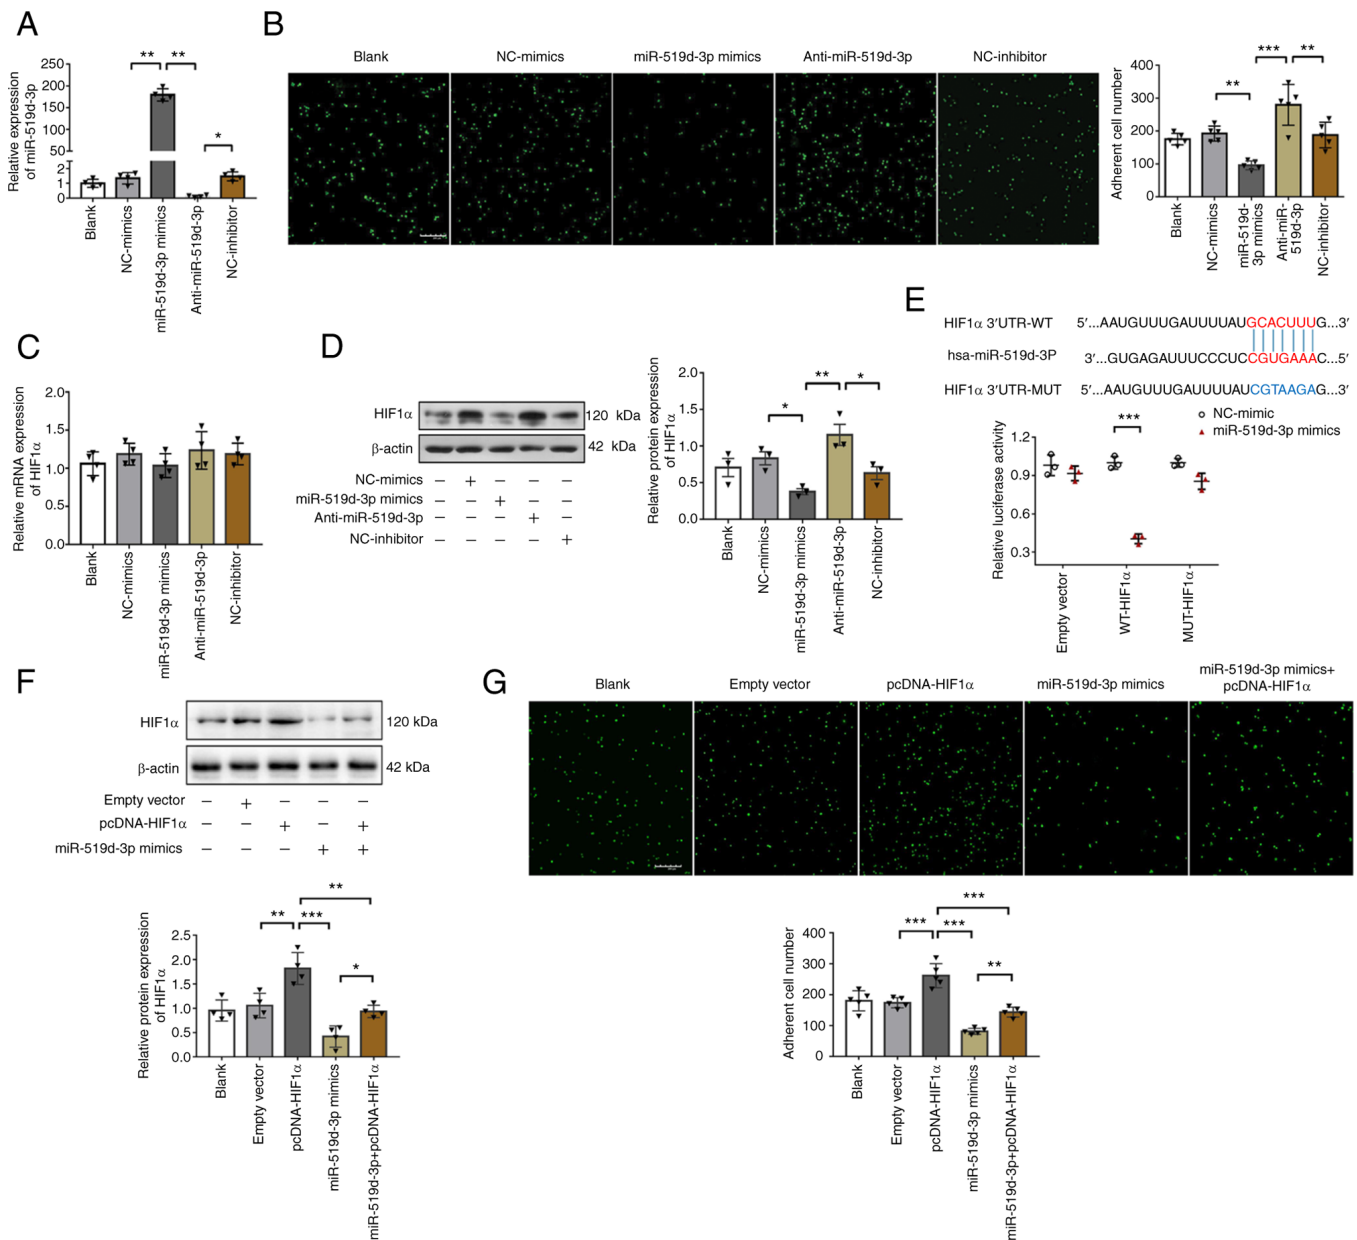 A
Relative expression
of miR-519d-3p
250
200
150
100
50
2
1
0
**
**
*
Blank
NC-mimics
miR-519d-3p mimics
Anti-miR-519d-3p
NC-inhibitor
B
Blank
NC-mimics
miR-519d-3p mimics
Anti-miR-519d-3p
NC-inhibitor
Adherent cell number
400
300
200
100
0
**
***
**
Blank
NC-mimics
miR-519d-
3p mimics
Anti-miR-
519d-3p
NC-inhibitor
C
Relative mRNA expression
of HIF1α
2.0
1.5
1.0
0.5
0.0
Blank
NC-mimics
miR-519d-3p mimics
Anti-miR-519d-3p
NC-inhibitor
D
HIF1α
120 kDa
β-actin
42 kDa
NC-mimics − + − − −
miR-519d-3p mimics − − + − −
Anti-miR-519d-3p − − − + −
NC-inhibitor − − − − +
Relative protein expression
of HIF1α
2.0
1.5
1.0
0.5
0.0
*
**
*
Blank
NC-mimics
miR-519d-3p mimics
Anti-miR-519d-3p
NC-inhibitor
E
HIF1α 3′UTR-WT 5′...AAUGUUUGAUUUUAUGCACUUUG...3′
hsa-miR-519d-3P 3′...GUGAGAUUUCCCUCCGUGAAAC...5′
HIF1α 3′UTR-MUT 5′...AAUGUUUGAUUUUAUCGTAAGAG...3′
NC-mimic
miR-519d-3p mimics
Relative luciferase activity
1.2
0.9
0.6
0.3
***
Empty vector
WT-HIF1α
MUT-HIF1α
F
HIF1α
120 kDa
β-actin
42 kDa
Empty vector − + − − −
pcDNA-HIF1α − − + − +
miR-519d-3p mimics − − − + +
Relative protein expression
of HIF1α
2.5
2.0
1.5
1.0
0.5
0.0
**
***
**
*
Blank
Empty vector
pcDNA-HIF1α
miR-519d-3p mimics
miR-519d-3p+pcDNA-HIF1α
G
Blank
Empty vector
pcDNA-HIF1α
miR-519d-3p mimics
miR-519d-3p mimics+
pcDNA-HIF1α
Adherent cell number
400
300
200
100
0
***
***
***
**
Blank
Empty vector
pcDNA-HIF1α
miR-519d-3p mimics
miR-519d-3p+pcDNA-HIF1α